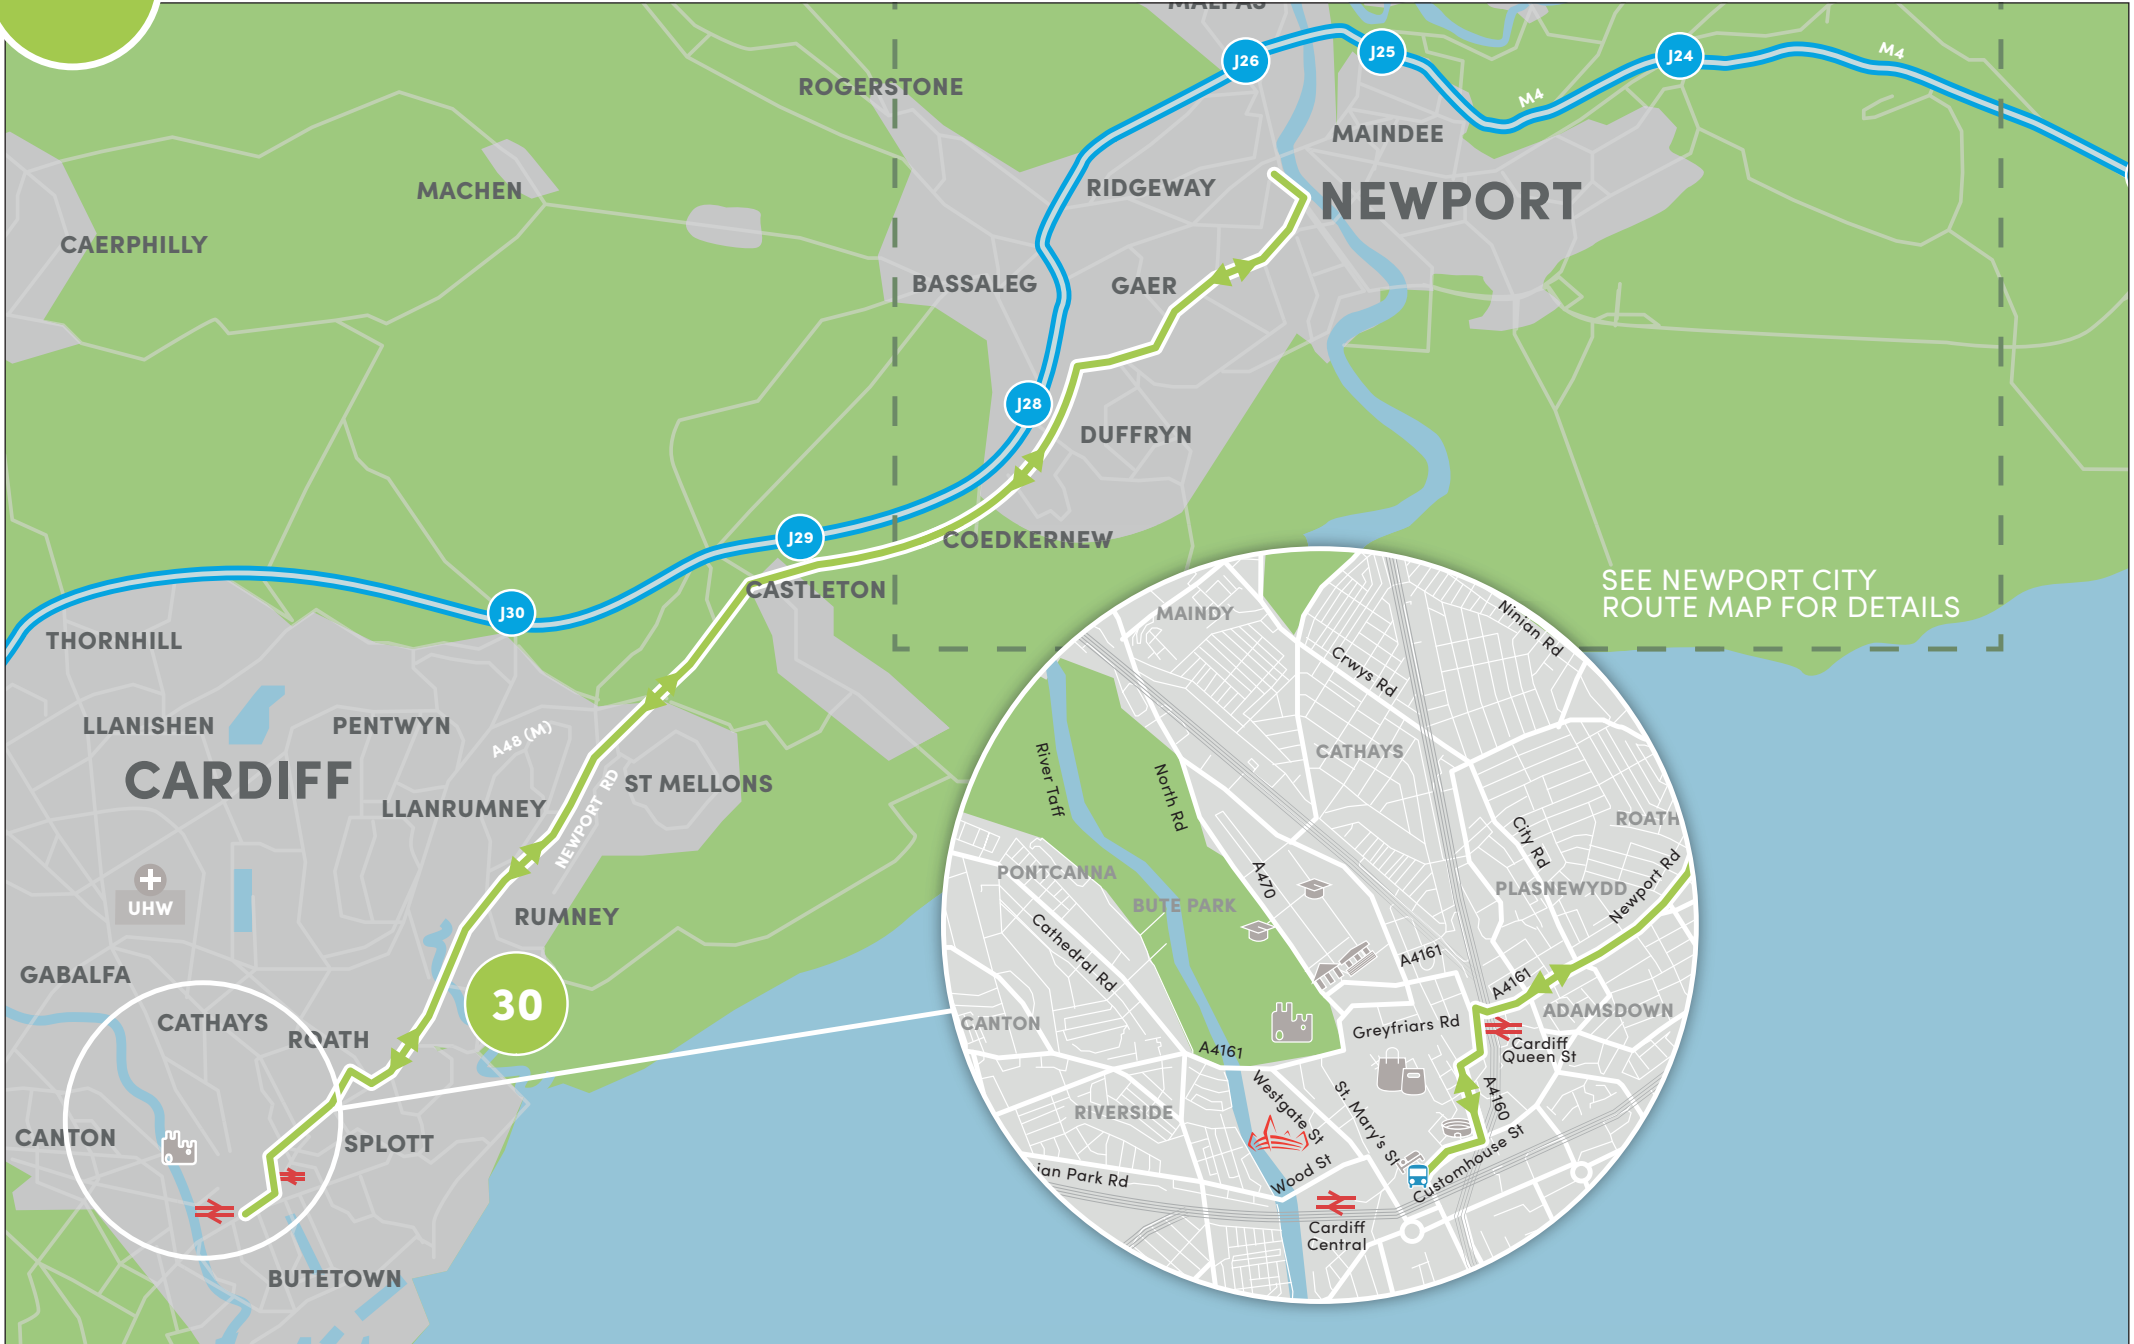 MALPAS
J26
J25
J24
M4
M4
ROGERSTONE
MAINDEE
MACHEN
RIDGEWAY
NEWPORT
CAERPHILLY
BASSALEG
GAER
J28
DUFFRYN
J29
COEDKERNEW
CASTLETON
SEE NEWPORT CITY
ROUTE MAP FOR DETAILS
J30
THORNHILL
LLANISHEN
PENTWYN
A48 (M)
CARDIFF
LLANRUMNEY
ST MELLONS
NEWPORT RD
UHW
RUMNEY
GABALFA
30
CATHAYS
ROATH
CANTON
SPLOTT
BUTETOWN
MAINDY
Ninian Rd
Crwys Rd
CATHAYS
River Taff
North Rd
ROATH
City Rd
PONTCANNA
A470
PLASNEWYDD
Newport Rd
BUTE PARK
Cathedral Rd
A4161
A4161
ADAMSDOWN
CANTON
Greyfriars Rd
Cardiff
Queen St
A4161
Westgate St
St. Mary's St
A4160
RIVERSIDE
Customhouse St
Wood St
ian Park Rd
Cardiff
Central